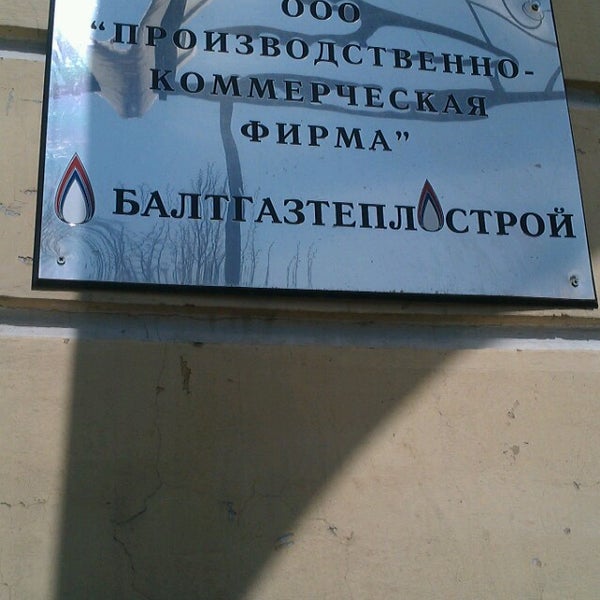 ООО
“ПРОИЗВОДСТВЕННО-
КОММЕРЧЕСКАЯ
ФИРМА”
БАЛТГАЗТЕПЛОСТРОЙ